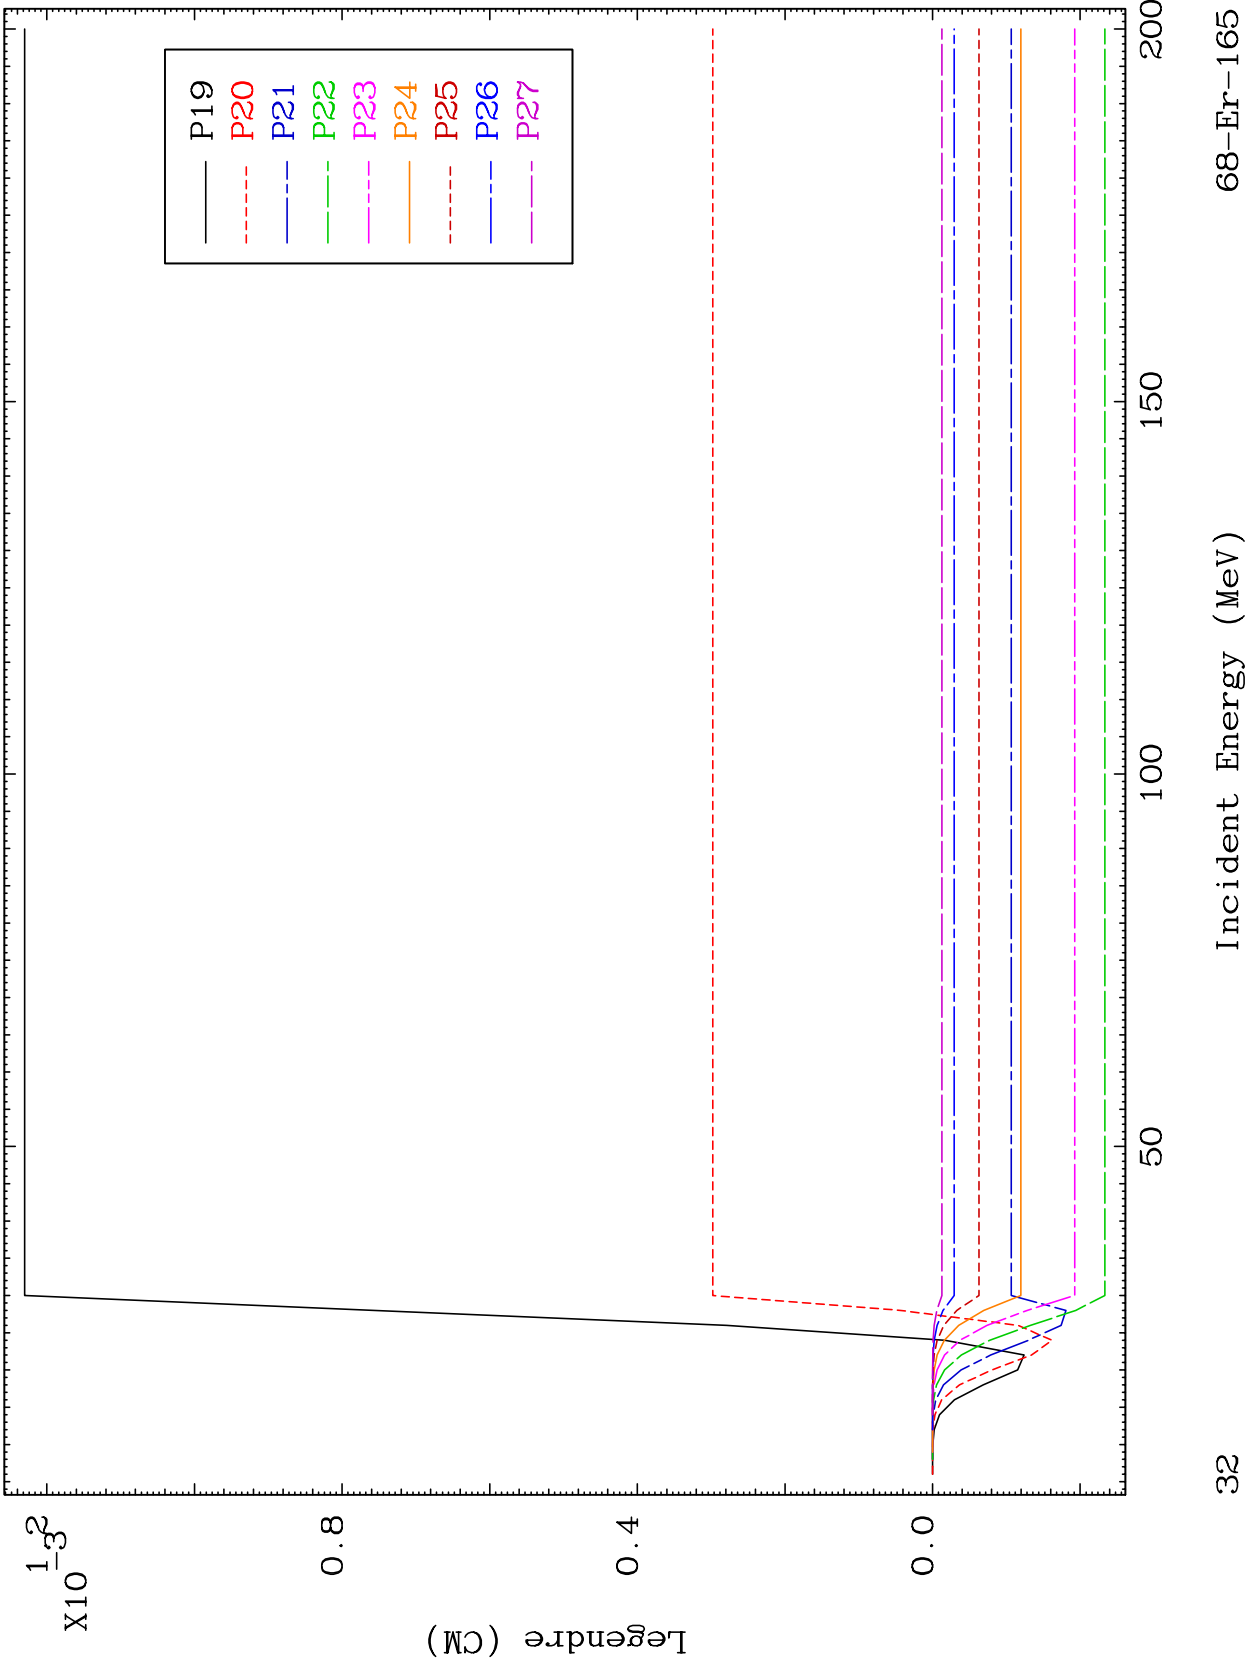 P19
P20
P21
P22
P23
P24
P25
P26
P27
1.2
X10
-3
0.8
0.4
0.0
Legendre (CM)
50
100
150
200
Incident Energy (MeV)
32
68-Er-165